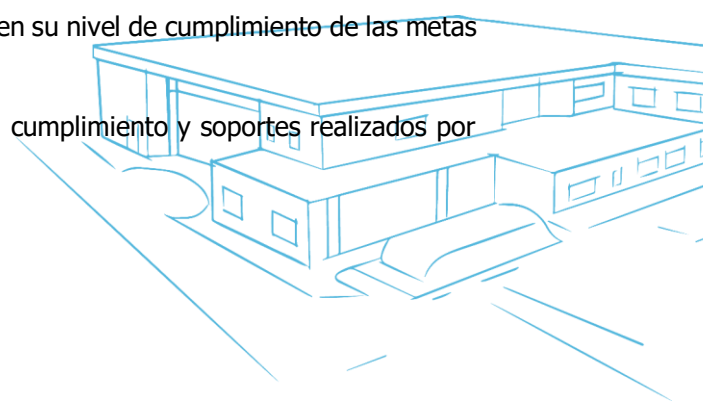 en su nivel de cumplimiento de las metas
cumplimiento y soportes realizados por